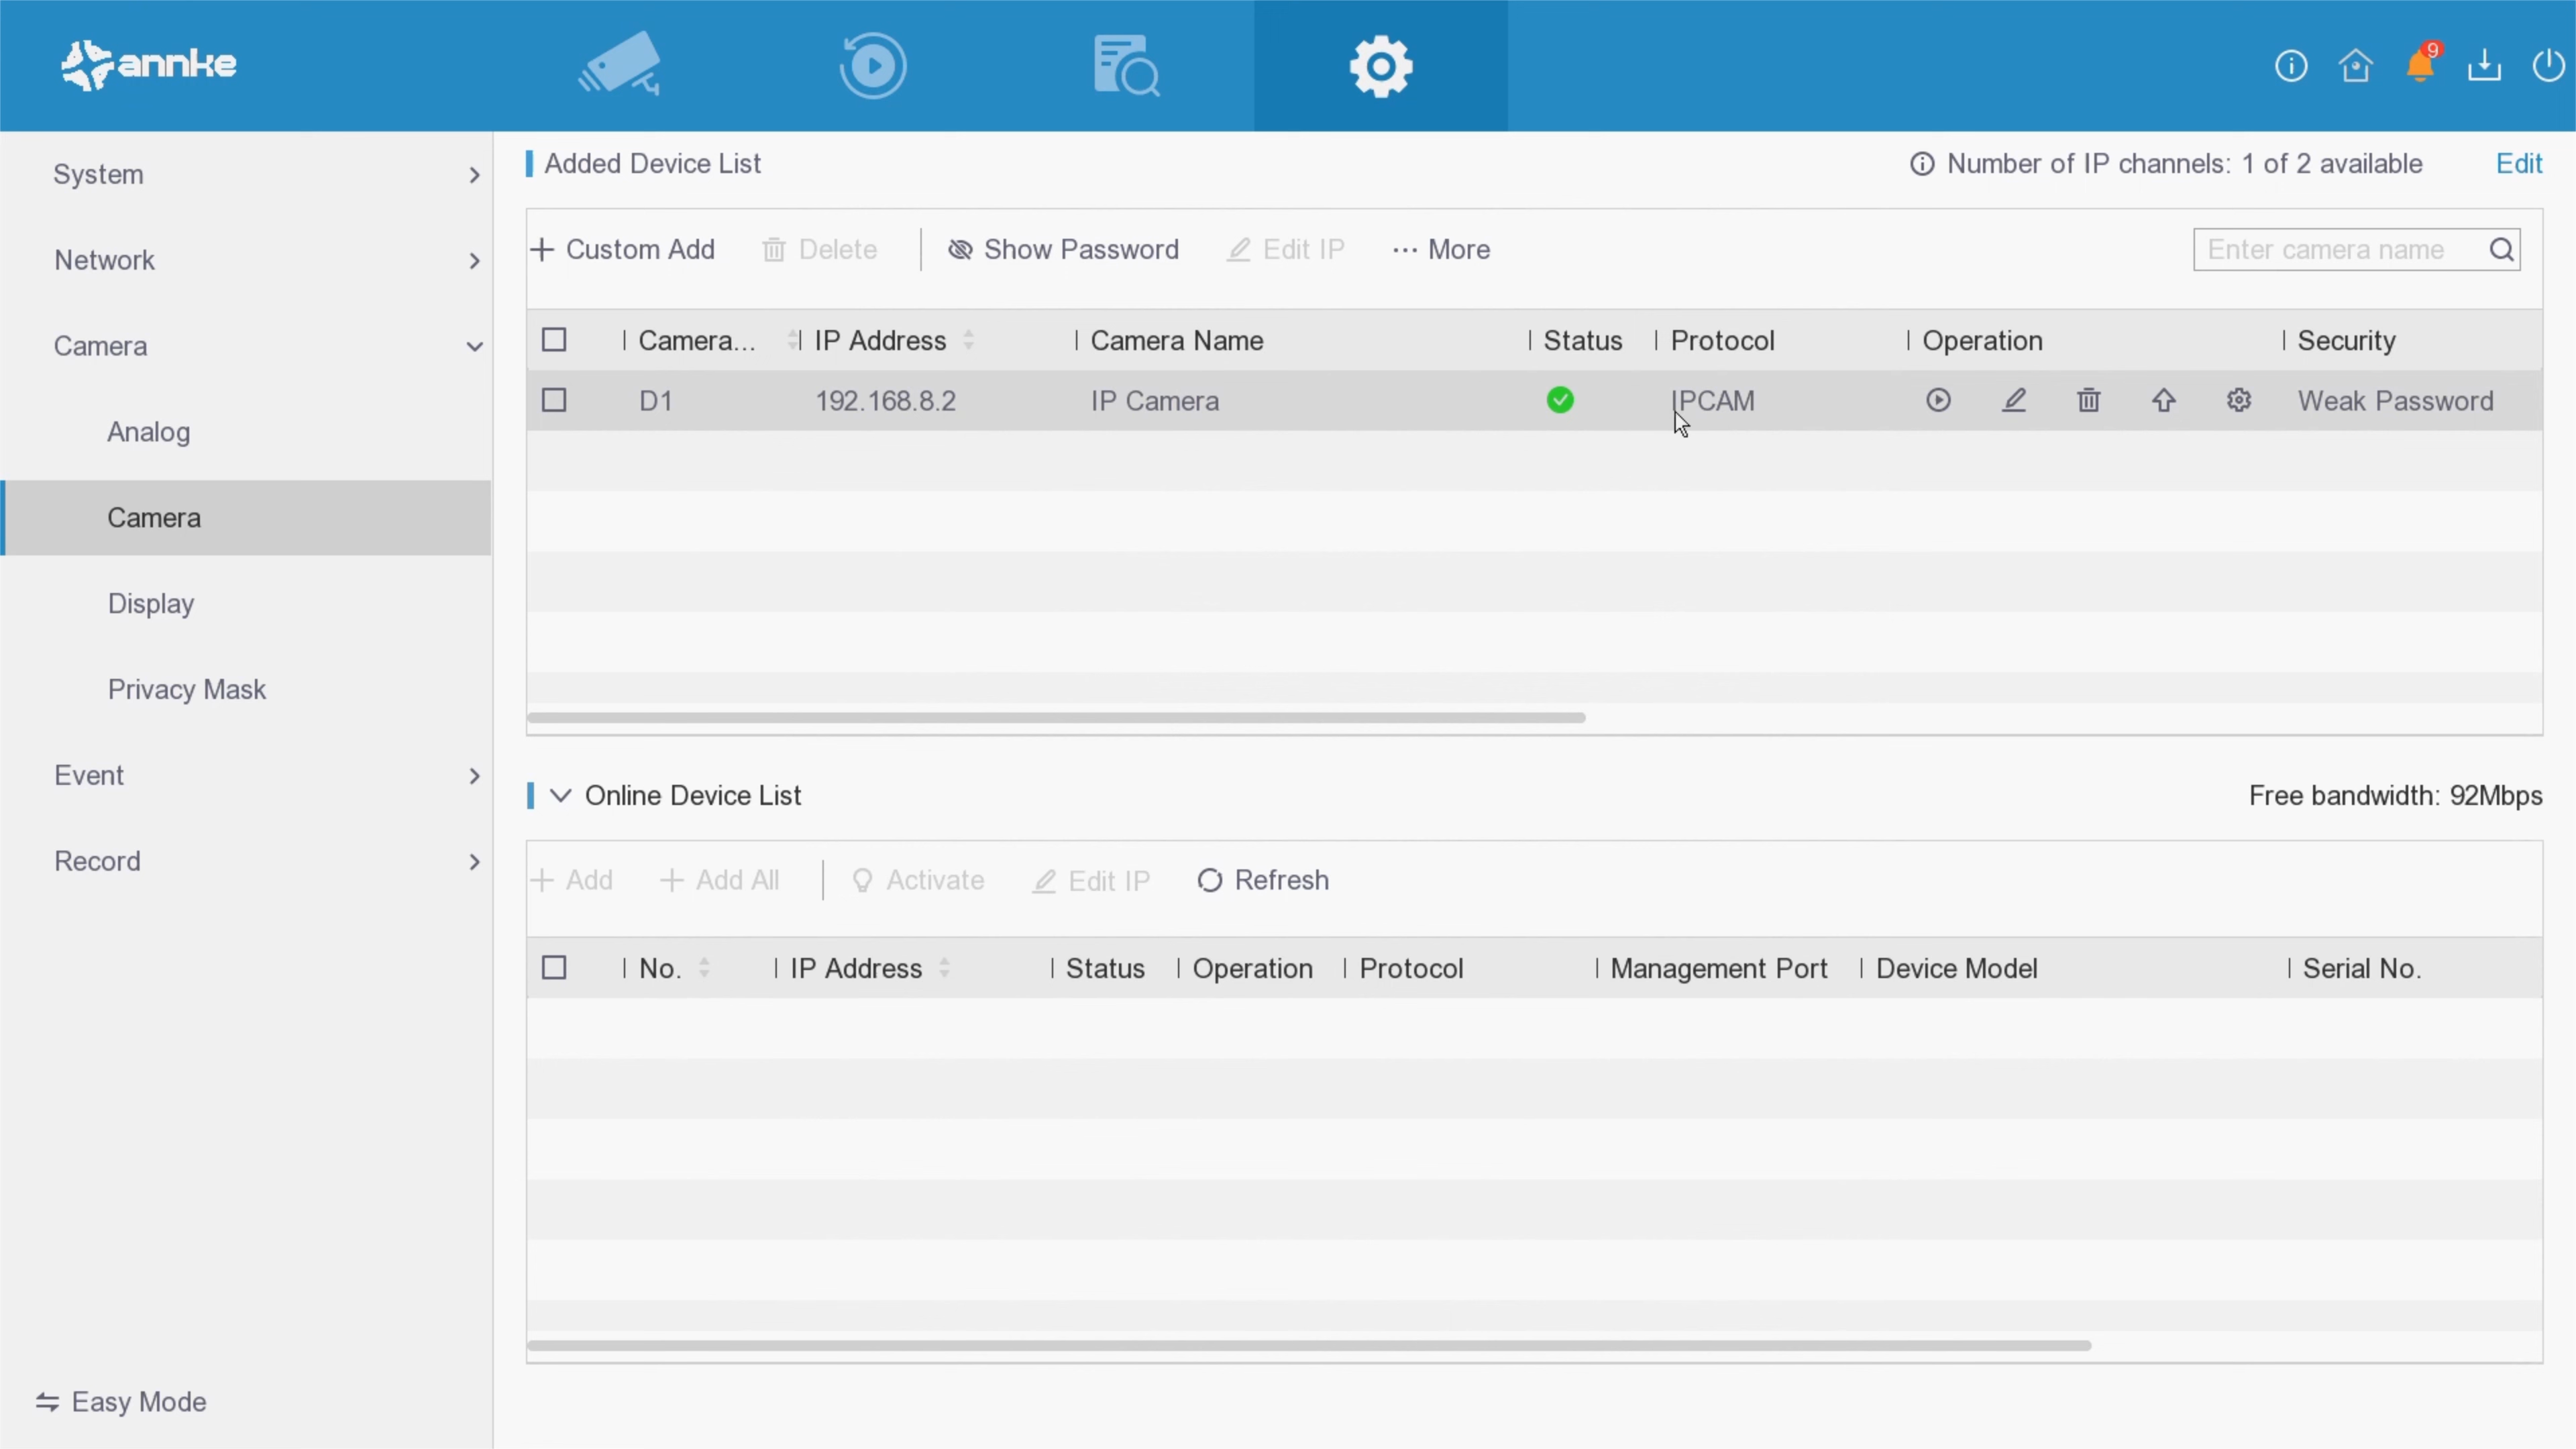 annke
9
System
Network
Camera
Analog
Camera
Display
Privacy Mask
Event
Record
Easy Mode
Added Device List
Number of IP channels: 1 of 2 available
Edit
Custom Add
Delete
Show Password
Edit IP
More
Enter camera name
Camera...
IP Address
Camera Name
Status
Protocol
Operation
Security
D1
192.168.8.2
IP Camera
IPCAM
Weak Password
Online Device List
Free bandwidth: 92Mbps
Add
Add All
Activate
Edit IP
Refresh
No.
IP Address
Status
Operation
Protocol
Management Port
Device Model
Serial No.